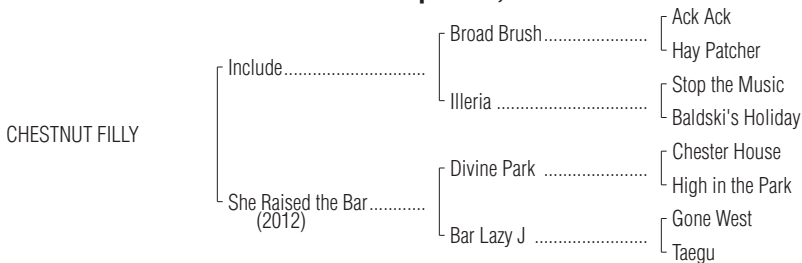 Ack Ack
Broad Brush......................
Hay Patcher
Include..............................
Stop the Music
Illeria ................................
Baldski's Holiday
CHESTNUT FILLY
Chester House
Divine Park ......................
High in the Park
She Raised the Bar............
(2012)
Gone West
Bar Lazy J ........................
Taegu